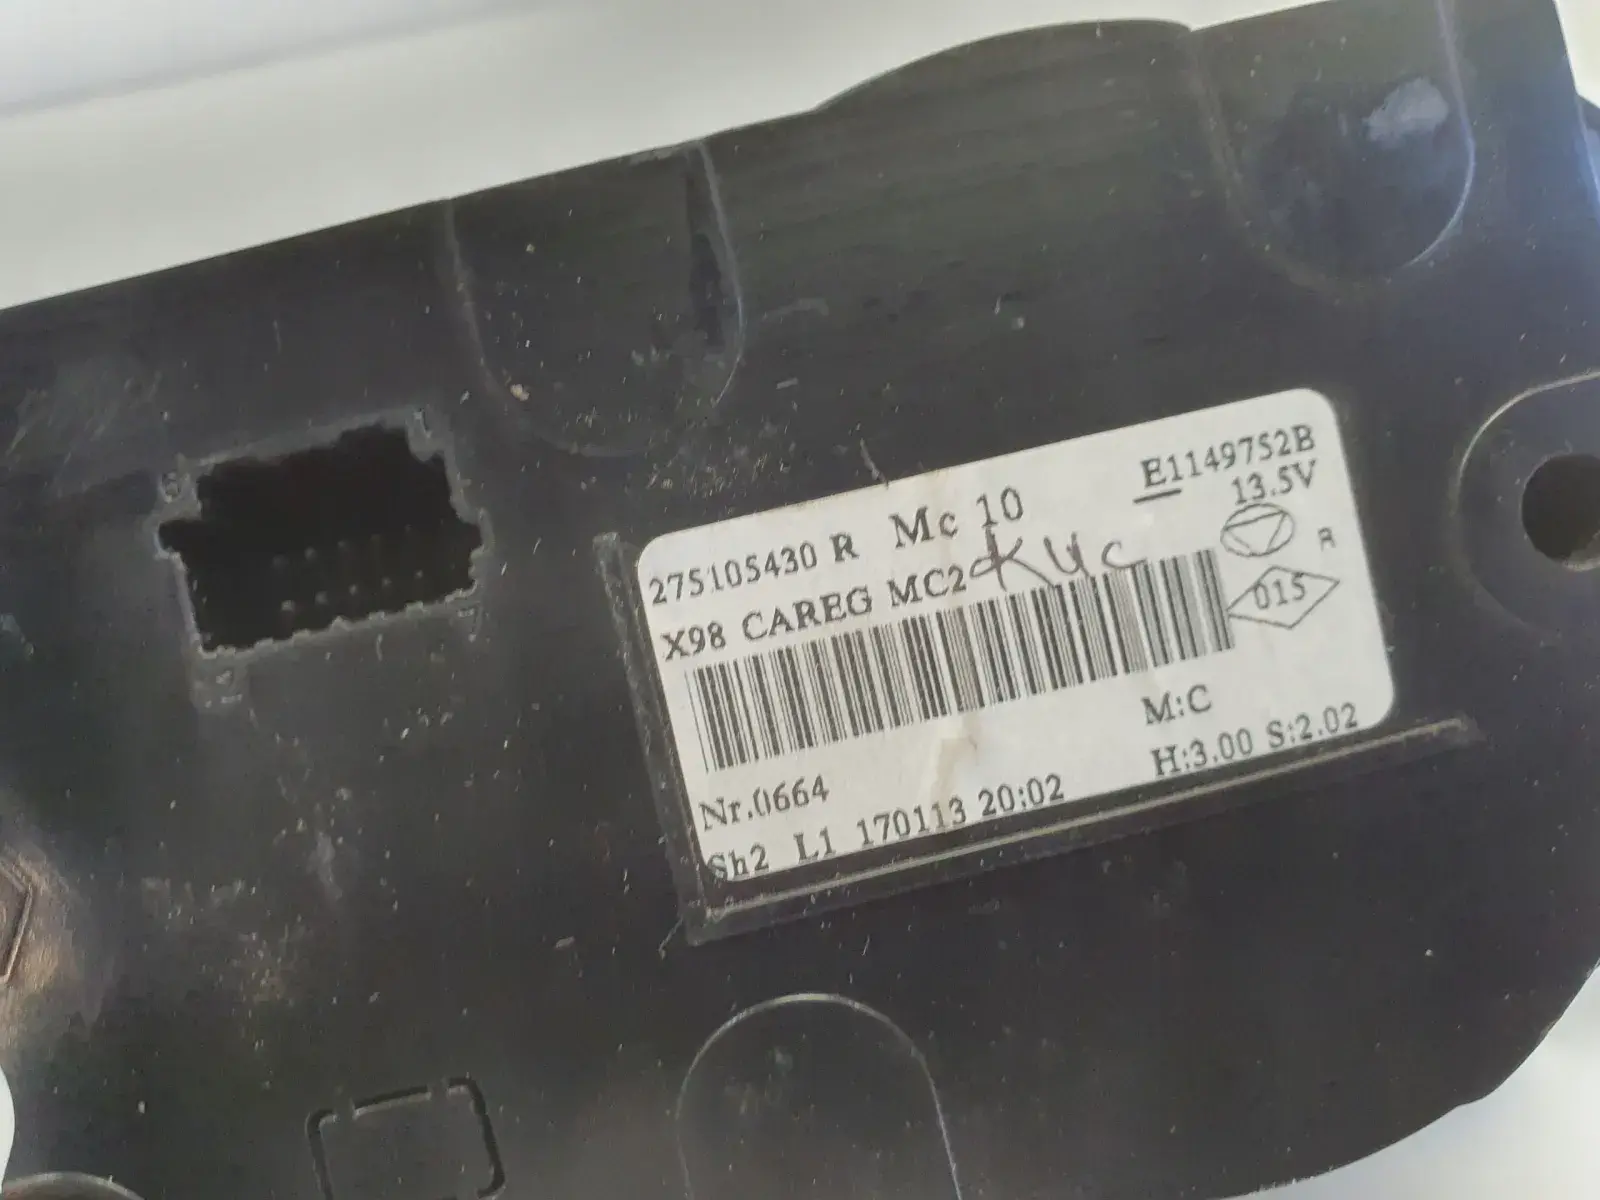 275105430 R Mc 10
E1149752B
X98 CAREG MC2
13.5V
R
015
M:C
Nr.0664
H:3.00 S:2.02
Sh2 L1 170113 20:02